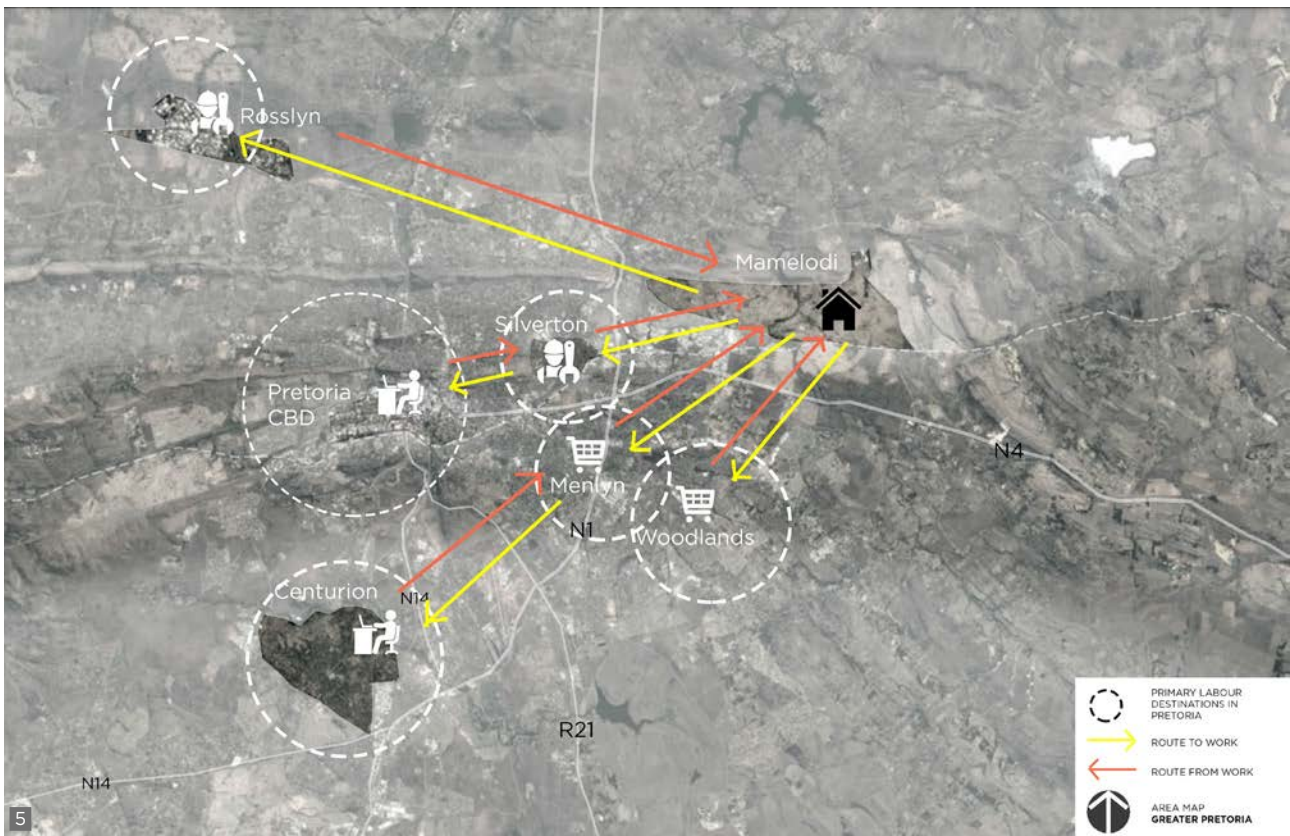 Rosslyn
Mamelodi
Silverton
Pretoria
CBD
N4
Menlyn
N1
Woodlands
Centurion
N14
R21
N14
PRIMARY LABOUR
DESTINATIONS IN
PRETORIA
ROUTE TO WORK
ROUTE FROM WORK
AREA MAP
GREATER PRETORIA
5